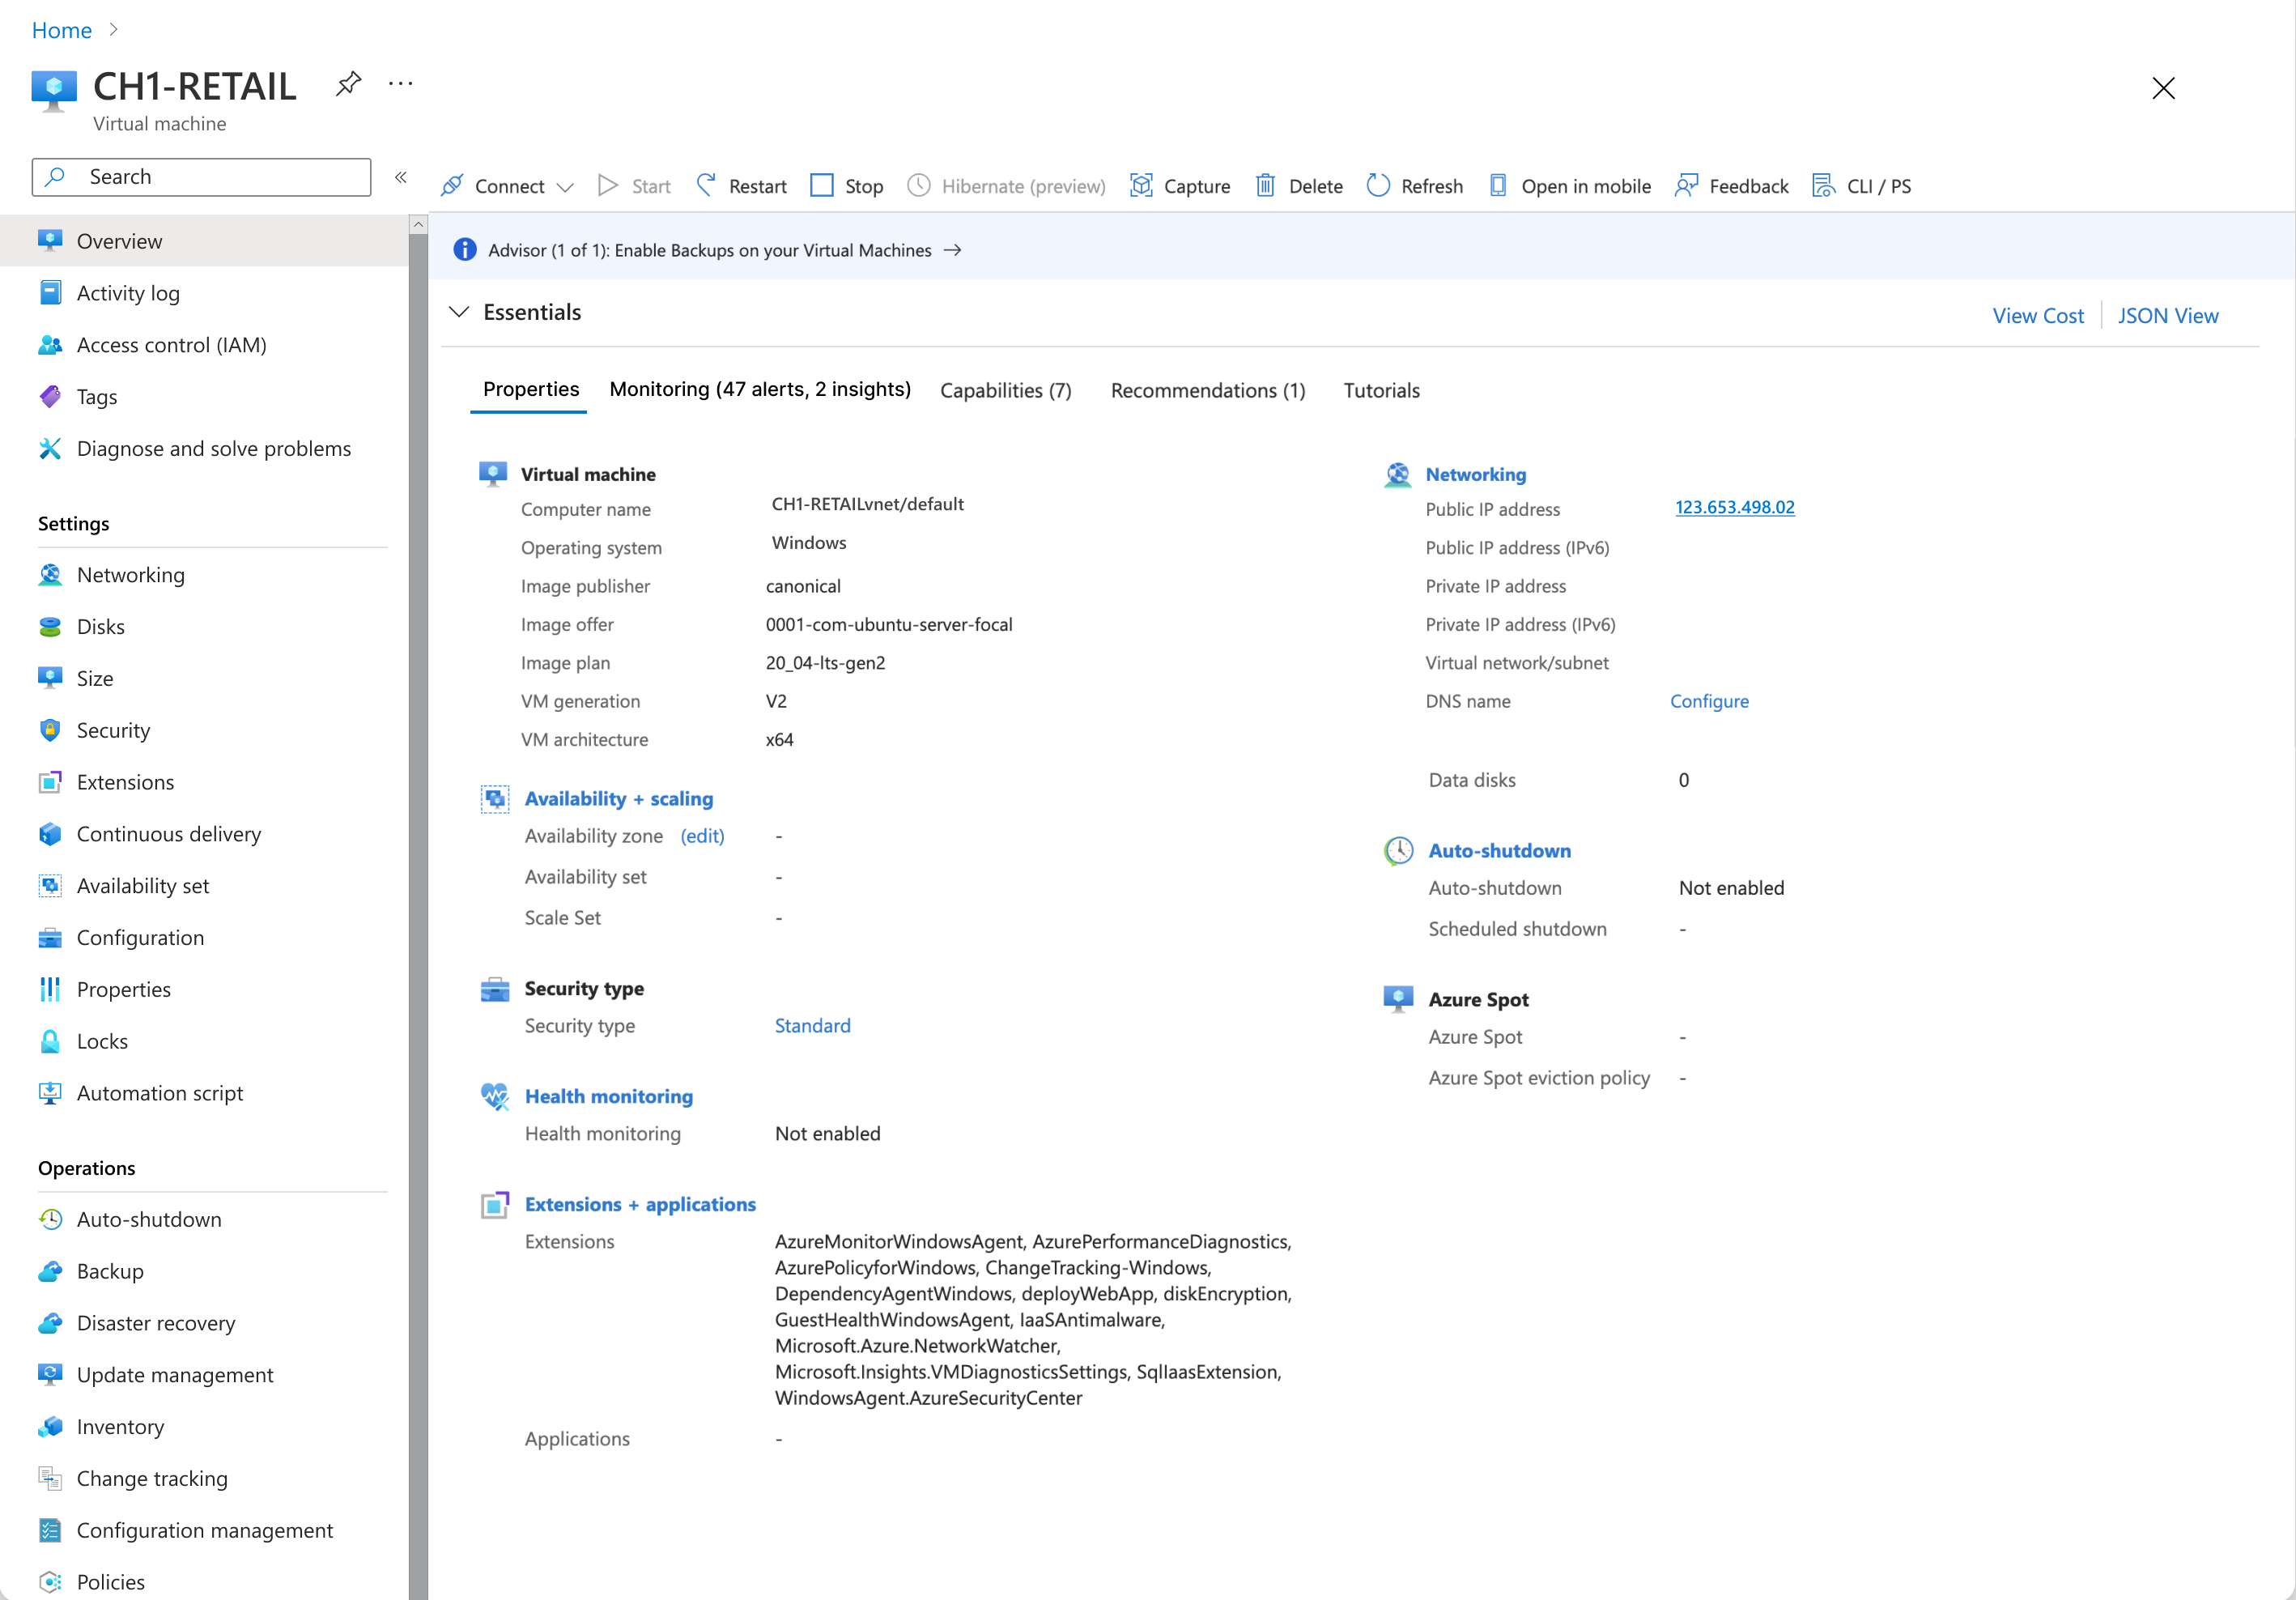 Home
CH1-RETAIL
Virtual machine
Search
«
Connect
Start
Restart
Stop
Hibernate (preview)
Capture
Delete
Refresh
Open in mobile
Feedback
CLI / PS
Overview
Activity log
Access control (IAM)
Tags
Diagnose and solve problems
Settings
Networking
Disks
Size
Security
Extensions
Continuous delivery
Availability set
Configuration
Properties
Locks
Automation script
Operations
Auto-shutdown
Backup
Disaster recovery
Update management
Inventory
Change tracking
Configuration management
Policies
Advisor (1 of 1): Enable Backups on your Virtual Machines →
Essentials
View Cost
JSON View
Properties
Monitoring (47 alerts, 2 insights)
Capabilities (7)
Recommendations (1)
Tutorials
Virtual machine
Computer name CH1-RETAILvnet/default
Operating system Windows
Image publisher canonical
Image offer 0001-com-ubuntu-server-focal
Image plan 20_04-lts-gen2
VM generation V2
VM architecture x64
Availability + scaling
Availability zone (edit) -
Availability set -
Scale Set -
Security type
Security type Standard
Health monitoring
Health monitoring Not enabled
Extensions + applications
Extensions AzureMonitorWindowsAgent, AzurePerformanceDiagnostics,
AzurePolicyforWindows, ChangeTracking-Windows,
DependencyAgentWindows, deployWebApp, diskEncryption,
GuestHealthWindowsAgent, IaaSAntimalware,
Microsoft.Azure.NetworkWatcher,
Microsoft.Insights.VMDiagnosticsSettings, SqlIaasExtension,
WindowsAgent.AzureSecurityCenter
Applications -
Networking
Public IP address 123.653.498.02
Public IP address (IPv6)
Private IP address
Private IP address (IPv6)
Virtual network/subnet
DNS name Configure
Data disks 0
Auto-shutdown
Auto-shutdown Not enabled
Scheduled shutdown -
Azure Spot
Azure Spot -
Azure Spot eviction policy -